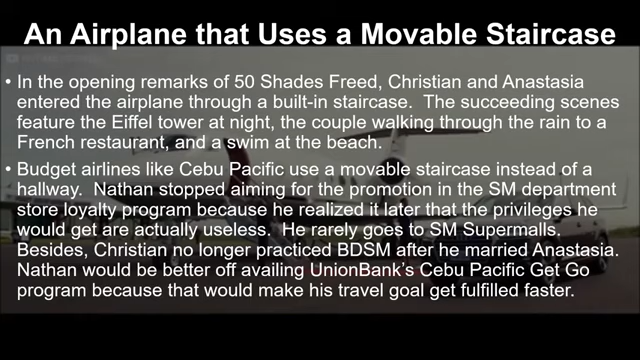 An Airplane that Uses a Movable Staircase
• In the opening remarks of 50 Shades Freed, Christian and Anastasia
entered the airplane through a built-in staircase.  The succeeding scenes
feature the Eiffel tower at night, the couple walking through the rain to a
French restaurant, and a swim at the beach.
• Budget airlines like Cebu Pacific use a movable staircase instead of a
hallway.  Nathan stopped aiming for the promotion in the SM department
store loyalty program because he realized it later that the privileges he
would get are actually useless.  He rarely goes to SM Supermalls.
Besides, Christian no longer practiced BDSM after he married Anastasia.
Nathan would be better off availing UnionBank's Cebu Pacific Get Go
program because that would make his travel goal get fulfilled faster.